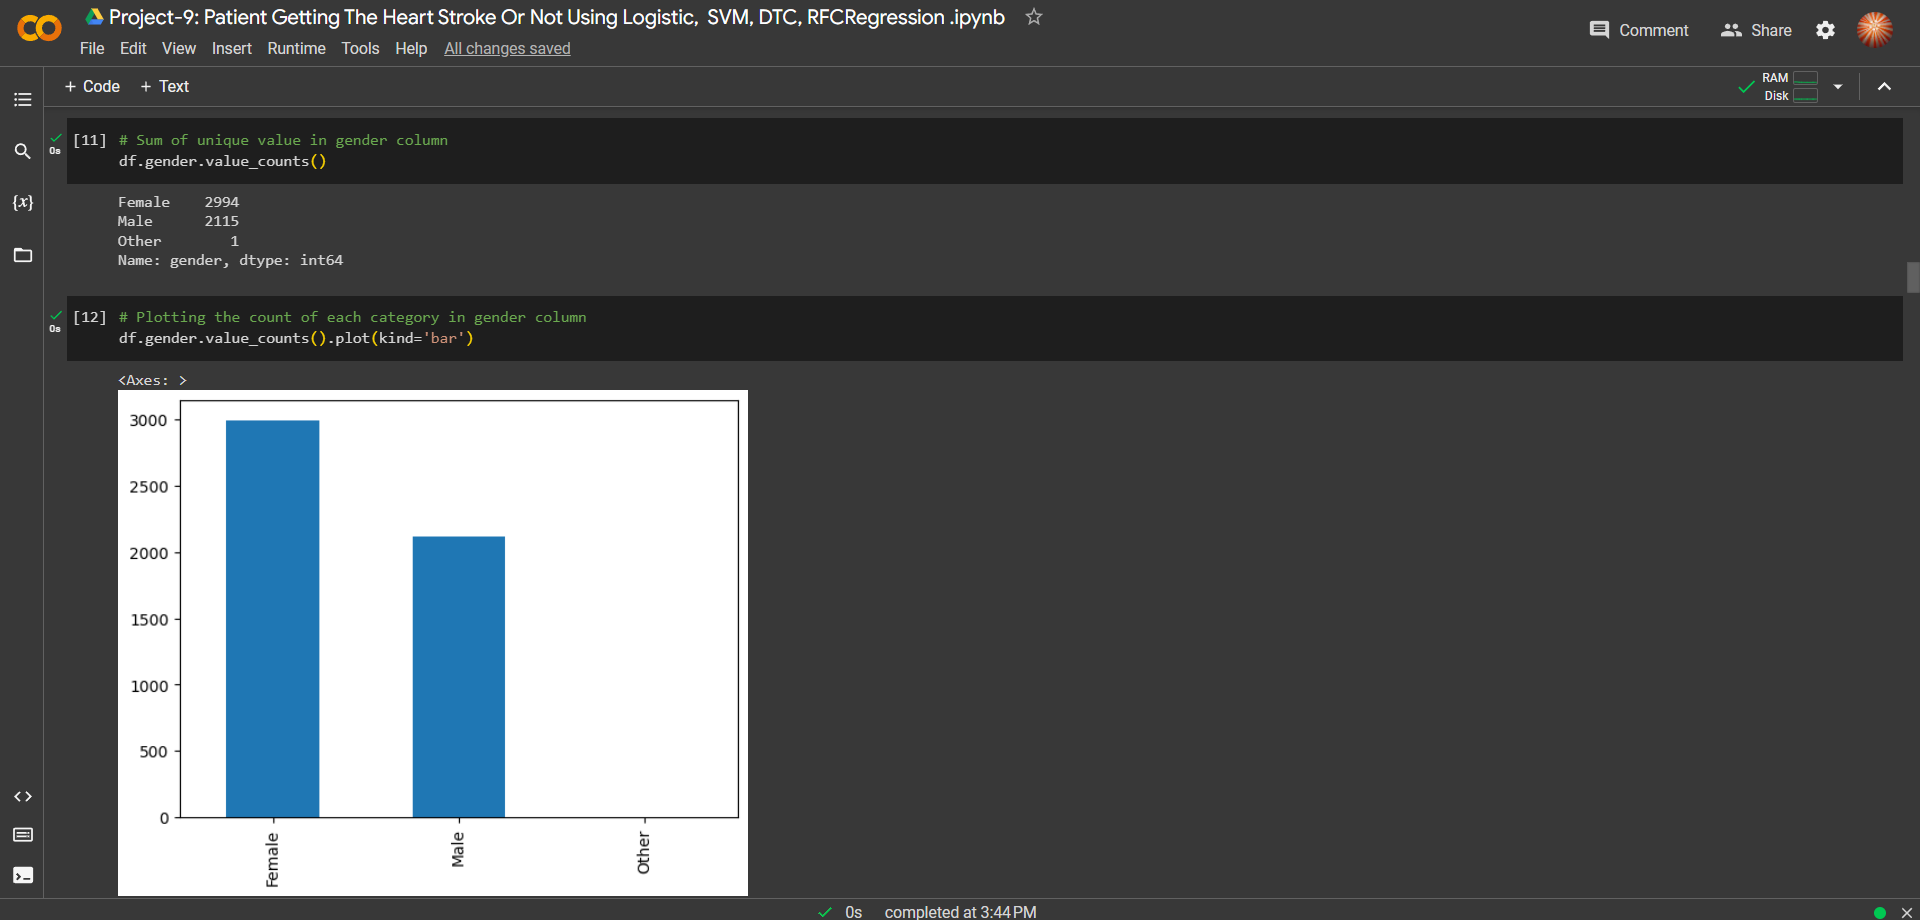 Project-9: Patient Getting The Heart Stroke Or Not Using Logistic, SVM, DTC, RFCRegression .ipynb
File Edit View Insert Runtime Tools Help All changes saved
Comment Share
+ Code + Text
RAM
Disk
[11] # Sum of unique value in gender column
0s
df.gender.value_counts()
{x}
Female 2994
Male 2115
Other 1
Name: gender, dtype: int64
[12] # Plotting the count of each category in gender column
0s
df.gender.value_counts().plot(kind='bar')
<Axes: >
3000
2500
2000
1500
1000
500
0
Female
Male
Other
0s completed at 3:44 PM